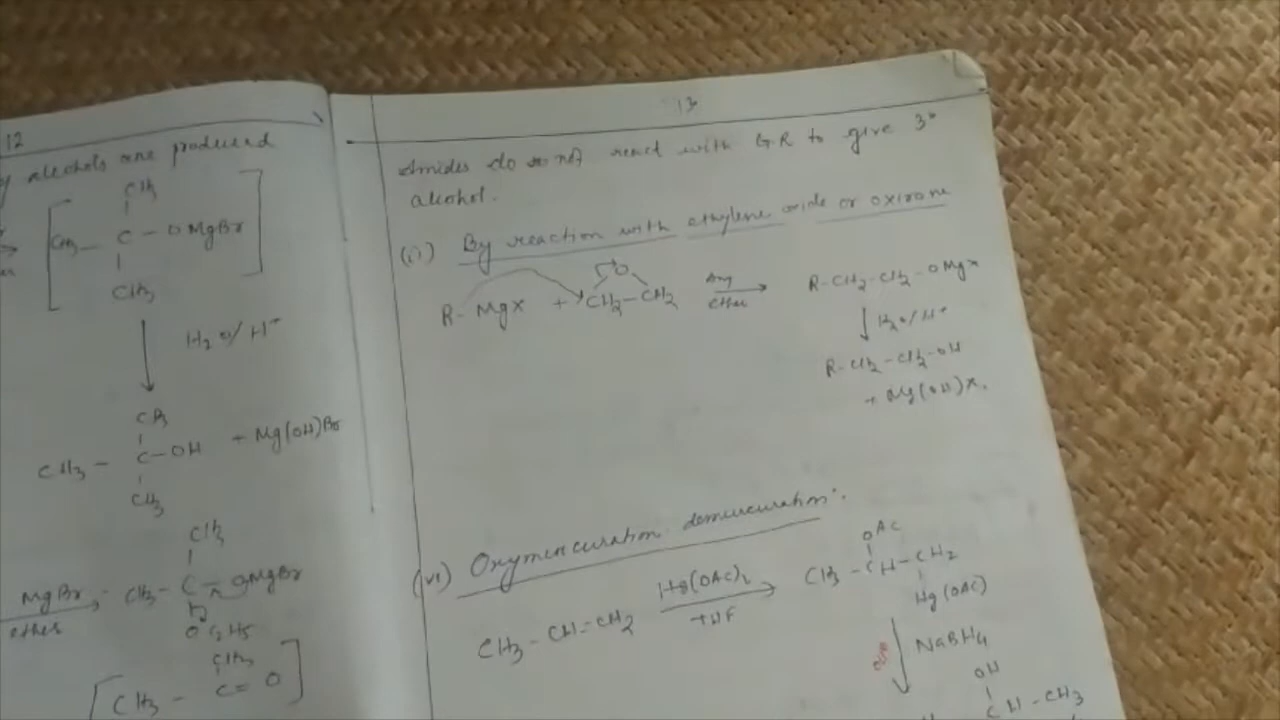 12
alcohols are produced
CH3
CH3 - C - O MgBr
CH3
H2O/H+
CH3
CH3 - C - OH + Mg(OH)Br
CH3
CH3
MgBr CH3 - C - OMgBr
ether
OC2H5
CH3
CH3 - C = O
13
Amides do not react with G.R to give 3°
alcohol.
(i) By reaction with ethylene oxide or oxirane
O
R - Mgx + CH2 - CH2 Any ether R-CH2-CH2-OMgx
H2O/H+
R-CH2-CH2-OH
+ Mg(OH)X.
(vi) Oxymercuration demercuration:
CH3 - CH=CH2 Hg(OAc)2 THF CH3 - CH - CH2
OAc
Hg(OAc)
NaBH4
OH
CH-CH3